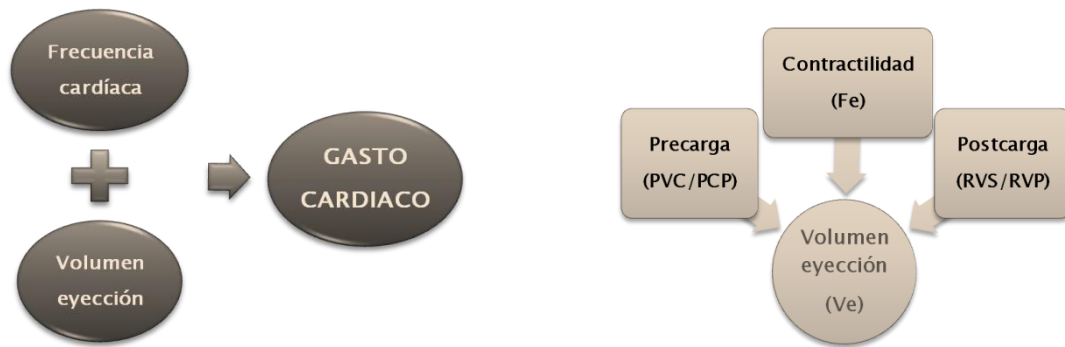 Frecuencia
cardíaca
Volumen
eyección
GASTO
CARDIACO
Contractilidad
(Fe)
Precarga
(PVC/PCP)
Postcarga
(RVS/RVP)
Volumen
eyección
(Ve)